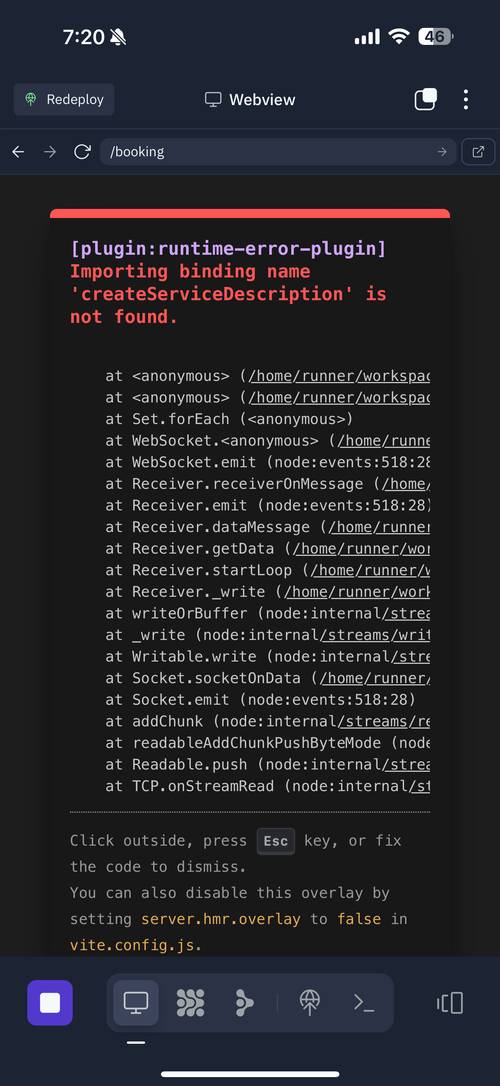 7:20
46
Redeploy
Webview
/booking
[plugin:runtime-error-plugin]
Importing binding name
'createServiceDescription' is
not found.
at <anonymous> (/home/runner/workspac
at <anonymous> (/home/runner/workspac
at Set.forEach (<anonymous>)
at WebSocket.<anonymous> (/home/runne
at WebSocket.emit (node:events:518:28
at Receiver.receiverOnMessage (/home/
at Receiver.emit (node:events:518:28)
at Receiver.dataMessage (/home/runner
at Receiver.getData (/home/runner/wor
at Receiver.startLoop (/home/runner/w
at Receiver._write (/home/runner/work
at writeOrBuffer (node:internal/strea
at _write (node:internal/streams/writ
at Writable.write (node:internal/stre
at Socket.socketOnData (/home/runner/
at Socket.emit (node:events:518:28)
at addChunk (node:internal/streams/re
at readableAddChunkPushByteMode (node
at Readable.push (node:internal/strea
at TCP.onStreamRead (node:internal/st
Click outside, press Esc key, or fix
the code to dismiss.
You can also disable this overlay by
setting server.hmr.overlay to false in
vite.config.js.